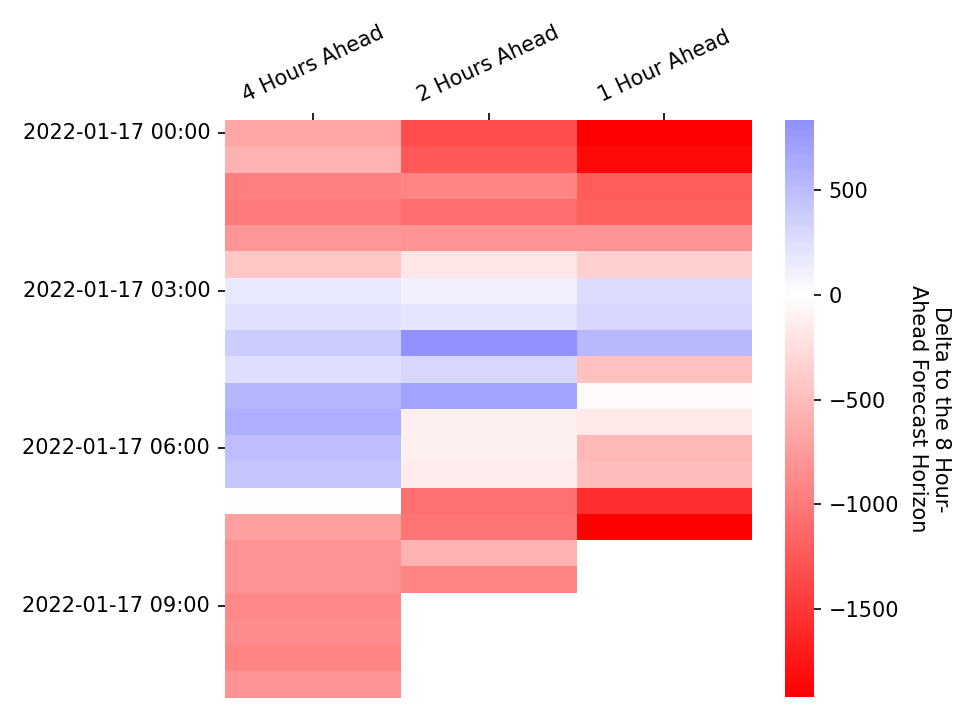 4 Hours Ahead
2 Hours Ahead
1 Hour Ahead
2022-01-17 00:00
2022-01-17 03:00
2022-01-17 06:00
2022-01-17 09:00
500
0
−500
−1000
−1500
Delta to the 8 Hour-
Ahead Forecast Horizon